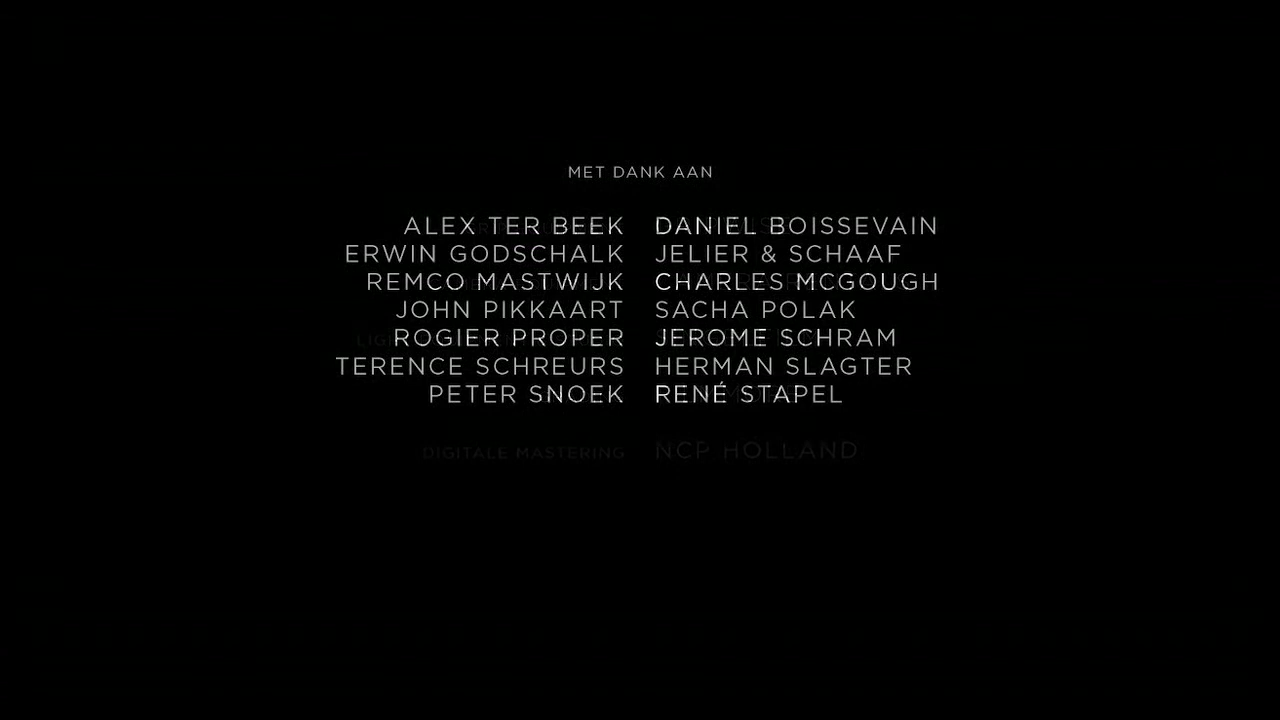 MET DANK AAN
ALEX TER BEEK DANIEL BOISSEVAIN
ERWIN GODSCHALK JELIER & SCHAAF
REMCO MASTWIJK CHARLES MCGOUGH
JOHN PIKKAART SACHA POLAK
ROGIER PROPER JEROME SCHRAM
TERENCE SCHREURS HERMAN SLAGTER
PETER SNOEK RENÉ STAPEL
DIGITALE MASTERING NCP HOLLAND